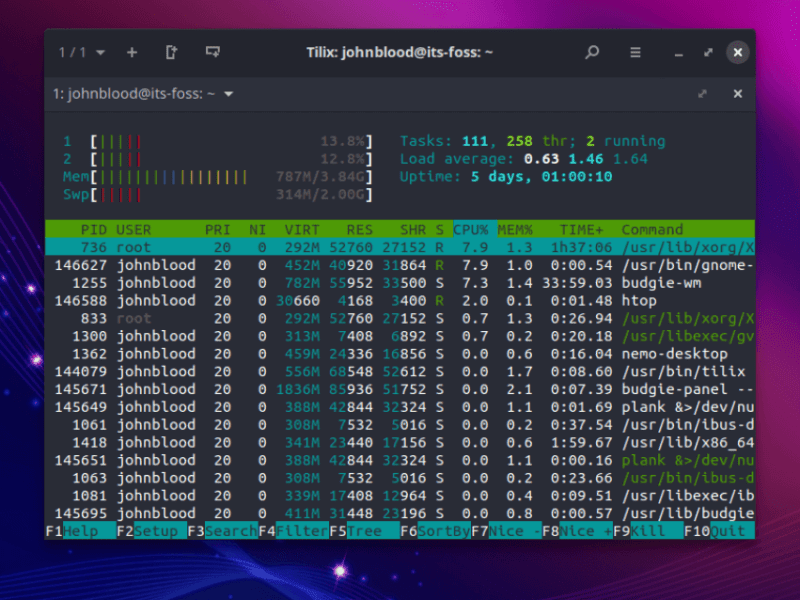 1 / 1 Tilix: johnblood@its-foss: ~
1: johnblood@its-foss: ~
1 [||||| 13.8%] Tasks: 111, 258 thr; 2 running
2 [||||| 12.8%] Load average: 0.63 1.46 1.64
Mem[||||||||||||||||||| 787M/3.84G] Uptime: 5 days, 01:00:10
Swp[||||| 314M/2.00G]
PID USER PRI NI VIRT RES SHR S CPU% MEM% TIME+ Command
736 root 20 0 292M 52760 27152 R 7.9 1.3 1h37:06 /usr/lib/xorg/X
146627 johnblood 20 0 452M 40920 31864 R 7.9 1.0 0:00.54 /usr/bin/gnome-
1255 johnblood 20 0 782M 55952 33500 S 7.3 1.4 33:59.03 budgie-wm
146588 johnblood 20 0 30660 4168 3400 R 2.0 0.1 0:01.48 htop
833 root 20 0 292M 52760 27152 S 0.7 1.3 0:26.94 /usr/lib/xorg/X
1300 johnblood 20 0 313M 7408 6892 S 0.7 0.2 0:20.18 /usr/libexec/gv
1362 johnblood 20 0 459M 24336 16856 S 0.0 0.6 0:16.04 nemo-desktop
144079 johnblood 20 0 556M 68548 52612 S 0.0 1.7 0:08.60 /usr/bin/tilix
145671 johnblood 20 0 1836M 85936 51752 S 0.0 2.1 0:07.39 budgie-panel --
145649 johnblood 20 0 388M 42844 32324 S 0.0 1.1 0:01.69 plank &>/dev/nu
1061 johnblood 20 0 308M 7532 5016 S 0.0 0.2 0:37.54 /usr/bin/ibus-d
1418 johnblood 20 0 341M 23440 17156 S 0.0 0.6 1:59.67 /usr/lib/x86_64
145651 johnblood 20 0 388M 42844 32324 S 0.0 1.1 0:00.16 plank &>/dev/nu
1063 johnblood 20 0 308M 7532 5016 S 0.0 0.2 0:23.66 /usr/bin/ibus-d
1081 johnblood 20 0 339M 17408 12964 S 0.0 0.4 0:09.51 /usr/libexec/ib
145695 johnblood 20 0 411M 31448 23196 S 0.0 0.8 0:00.57 /usr/lib/budgie
F1Help F2Setup F3SearchF4FilterF5Tree F6SortByF7Nice -F8Nice +F9Kill F10Quit